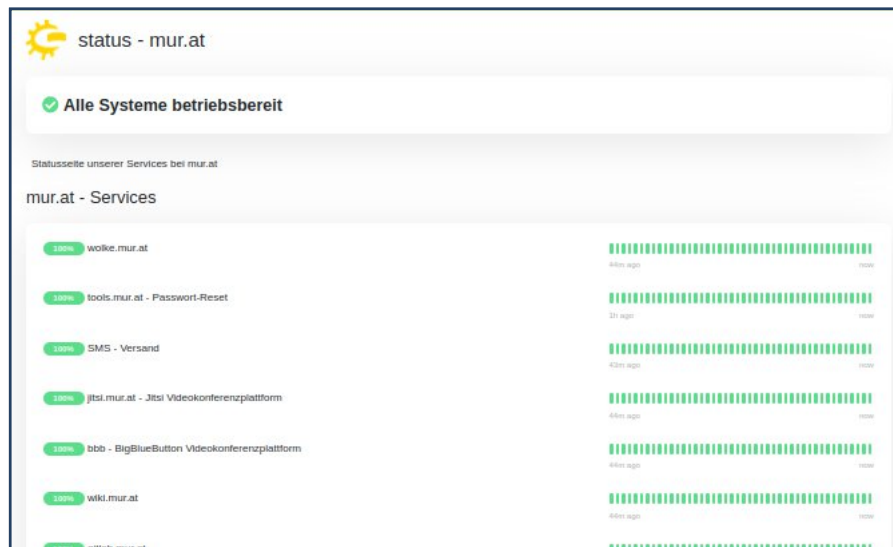 status - mur.at
Alle Systeme betriebsbereit
Statusseite unserer Services bei mur.at
mur.at - Services
100% wolke.mur.at
44m ago now
100% tools.mur.at - Passwort-Reset
1h ago now
100% SMS - Versand
43m ago now
100% jitsi.mur.at - Jitsi Videokonferenzplattform
44m ago now
100% bbb - BigBlueButton Videokonferenzplattform
44m ago now
100% wiki.mur.at
44m ago now